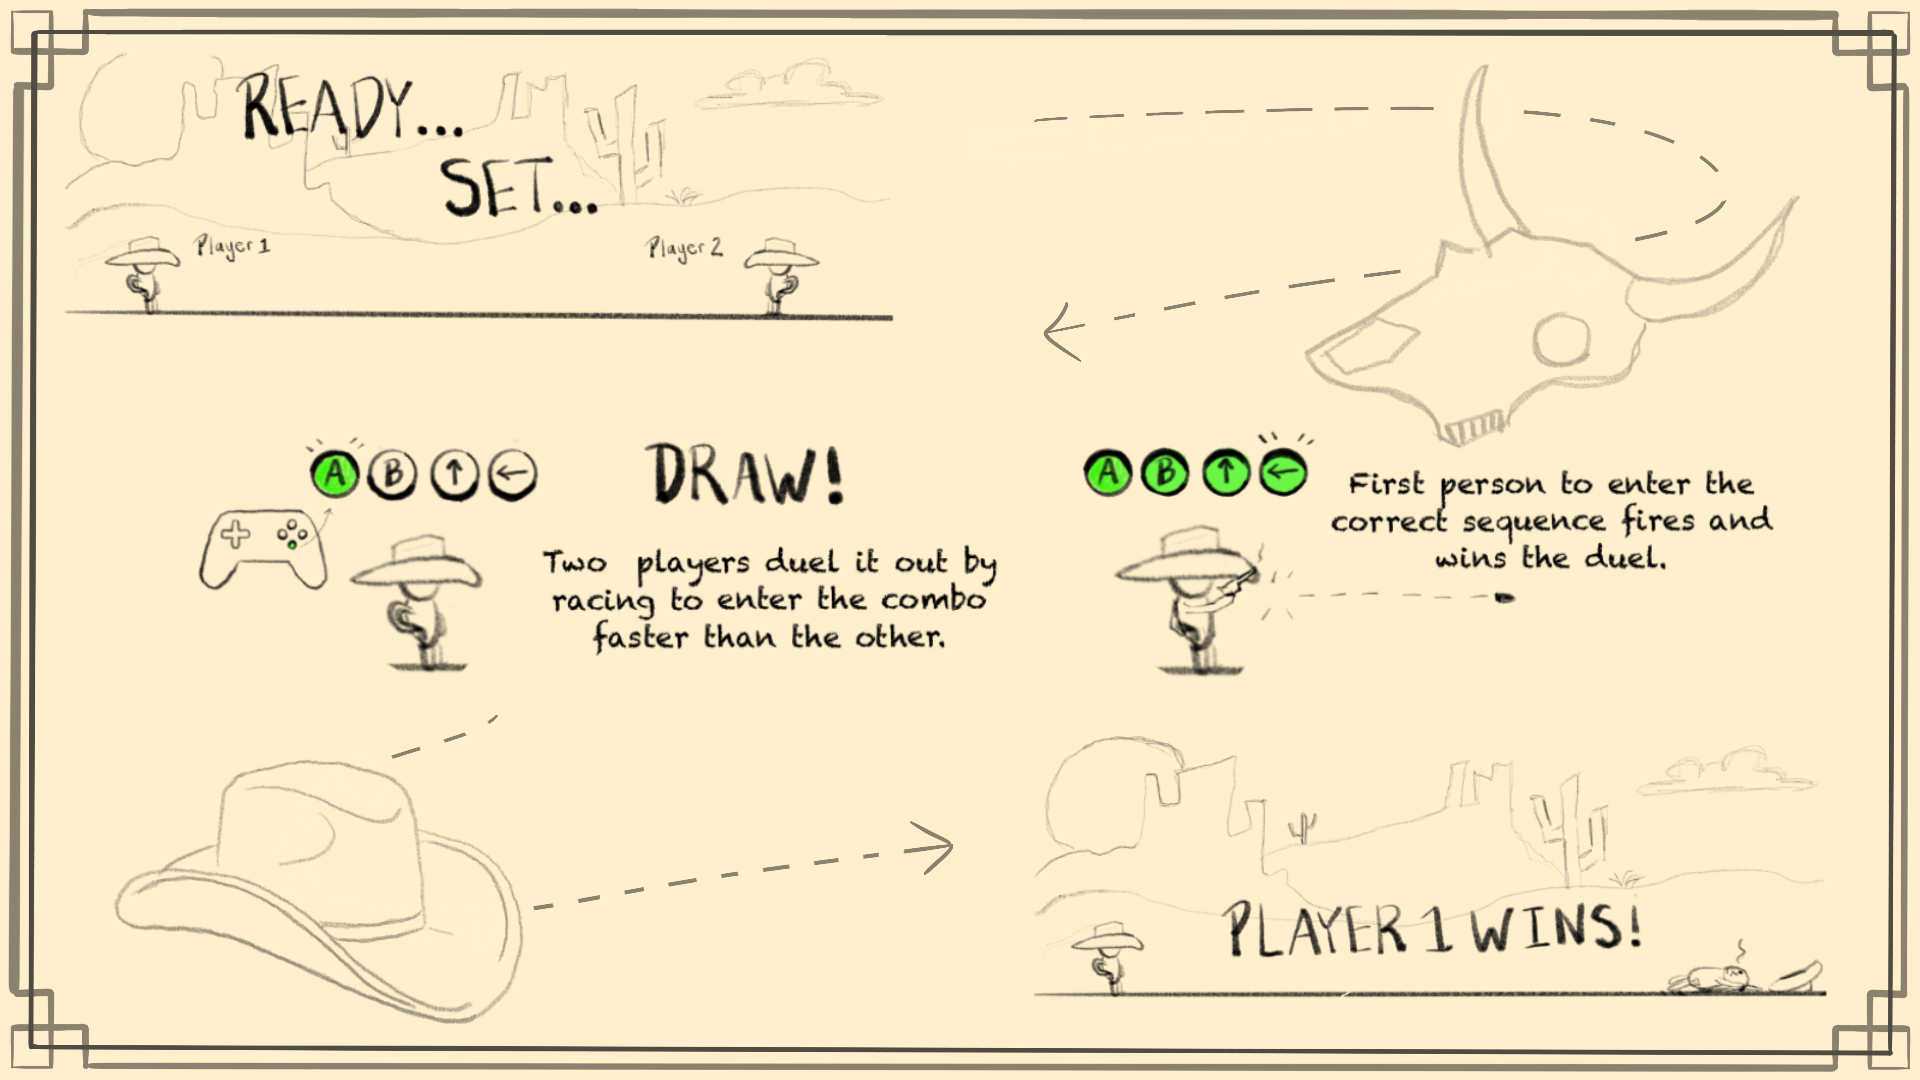 READY...
SET...
Player 1
Player 2
A B ↑ ←
DRAW!
Two players duel it out by
racing to enter the combo
faster than the other.
A B ↑ ←
First person to enter the
correct sequence fires and
wins the duel.
PLAYER 1 WINS!